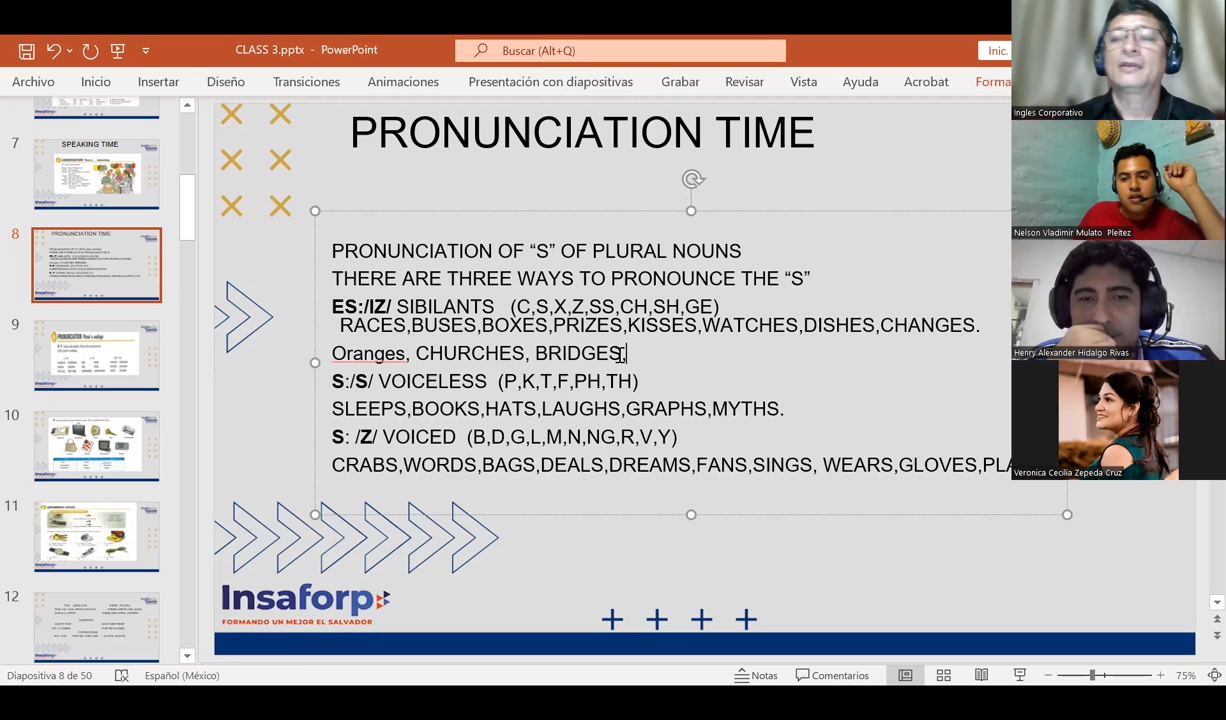 CLASS 3.pptx - PowerPoint
Buscar (Alt+Q)
Inic.
Archivo Inicio Insertar Diseño Transiciones Animaciones Presentación con diapositivas Grabar Revisar Vista Ayuda Acrobat Forma
Ingles Corporativo
Nelson Vladimir Mulato Pleitez
Henry Alexander Hidalgo Rivas
Veronica Cecilia Zepeda Cruz
7
SPEAKING TIME
8
PRONUNCIATION TIME
9
10
11
12
PRONUNCIATION TIME
PRONUNCIATION OF “S” OF PLURAL NOUNS
THERE ARE THREE WAYS TO PRONOUNCE THE “S”
ES:/IZ/ SIBILANTS (C,S,X,Z,SS,CH,SH,GE)
RACES,BUSES,BOXES,PRIZES,KISSES,WATCHES,DISHES,CHANGES.
Oranges, CHURCHES, BRIDGES,
S:/S/ VOICELESS (P,K,T,F,PH,TH)
SLEEPS,BOOKS,HATS,LAUGHS,GRAPHS,MYTHS.
S: /Z/ VOICED (B,D,G,L,M,N,NG,R,V,Y)
CRABS,WORDS,BAGS,DEALS,DREAMS,FANS,SINGS, WEARS,GLOVES,PLA
Insaforp
FORMANDO UN MEJOR EL SALVADOR
Diapositiva 8 de 50
Español (México)
Notas
Comentarios
75%